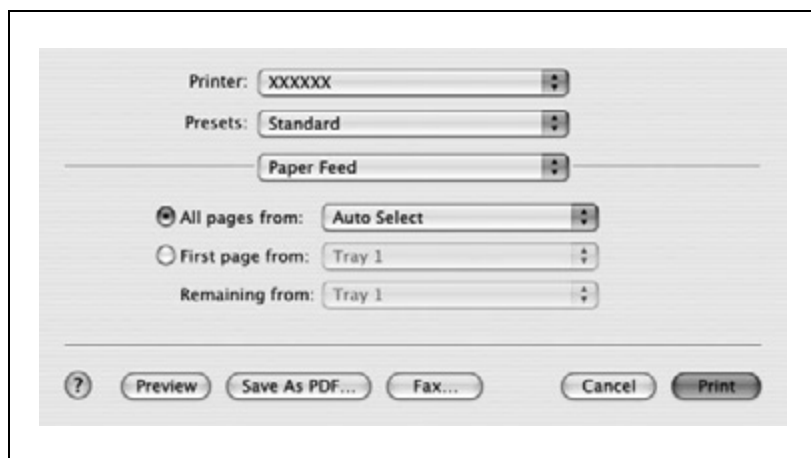 Printer: XXXXXX
Presets: Standard
Paper Feed
All pages from: Auto Select
First page from: Tray 1
Remaining from: Tray 1
? Preview Save As PDF... Fax... Cancel Print